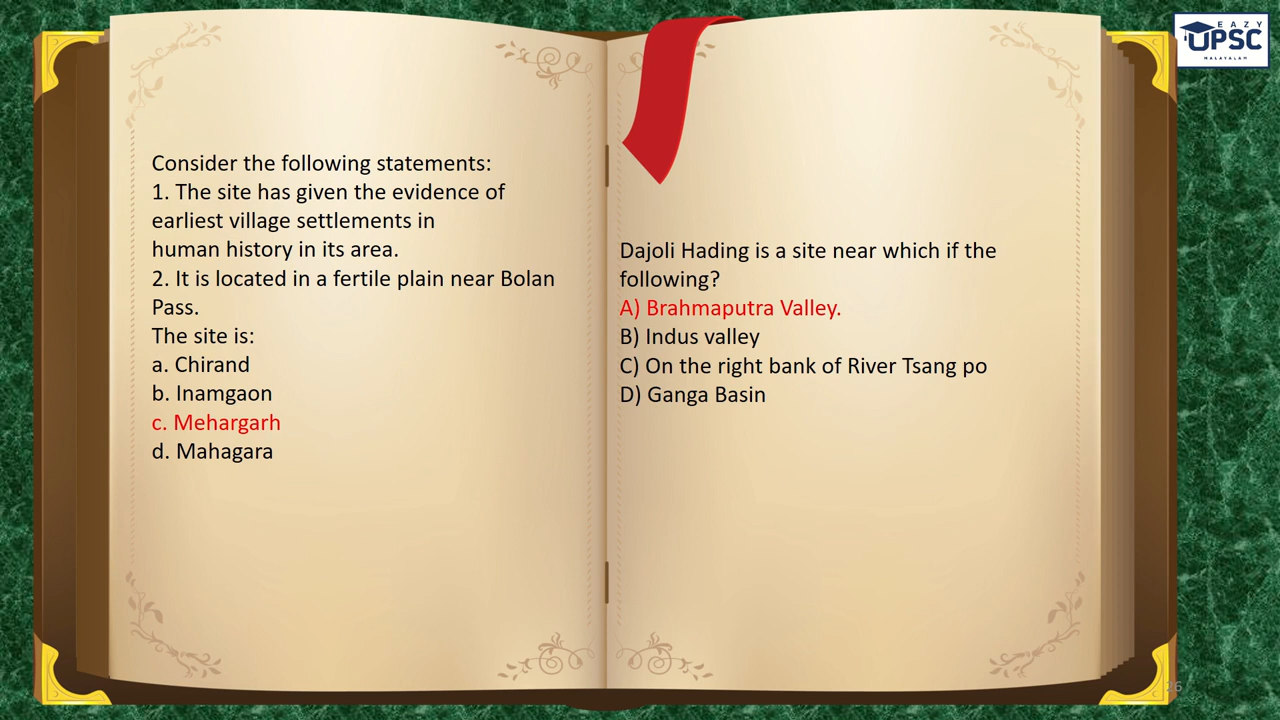 EAZY
UPSC
MALAYALAM
Consider the following statements:
1. The site has given the evidence of
earliest village settlements in
human history in its area.
2. It is located in a fertile plain near Bolan
Pass.
The site is:
a. Chirand
b. Inamgaon
c. Mehargarh
d. Mahagara
Dajoli Hading is a site near which if the
following?
A) Brahmaputra Valley.
B) Indus valley
C) On the right bank of River Tsang po
D) Ganga Basin
26